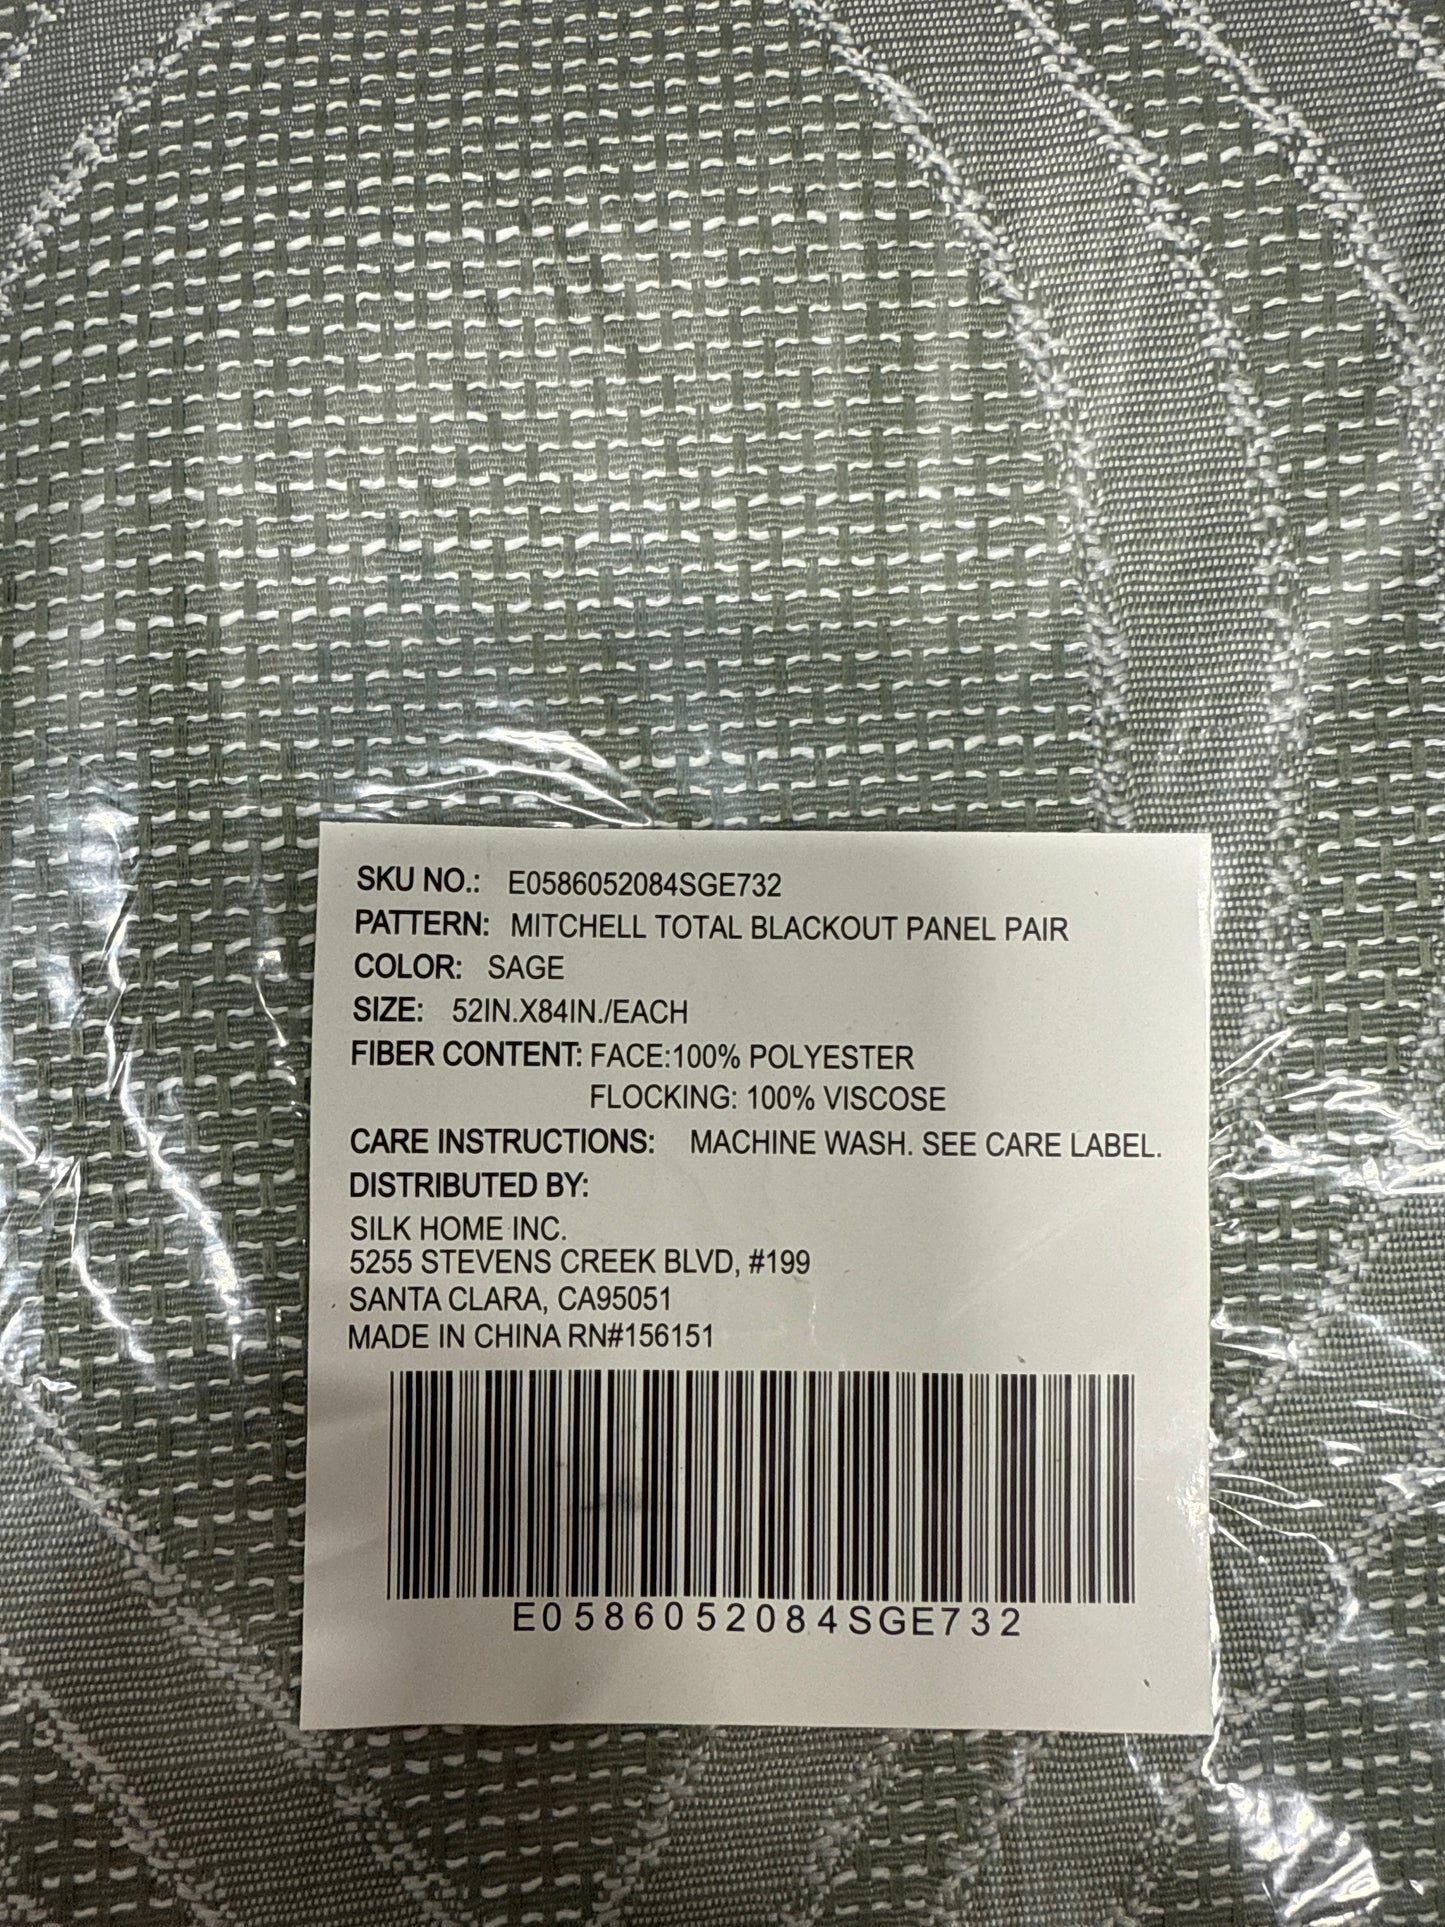 SKU NO.: E0586052084SGE732
PATTERN: MITCHELL TOTAL BLACKOUT PANEL PAIR
COLOR: SAGE
SIZE: 52IN.X84IN./EACH
FIBER CONTENT: FACE:100% POLYESTER
FLOCKING: 100% VISCOSE
CARE INSTRUCTIONS: MACHINE WASH. SEE CARE LABEL.
DISTRIBUTED BY:
SILK HOME INC.
5255 STEVENS CREEK BLVD, #199
SANTA CLARA, CA95051
MADE IN CHINA RN#156151
E0586052084SGE732